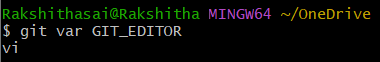 Rakshithasai@Rakshitha MINGW64 ~/OneDrive
$ git var GIT_EDITOR
vi